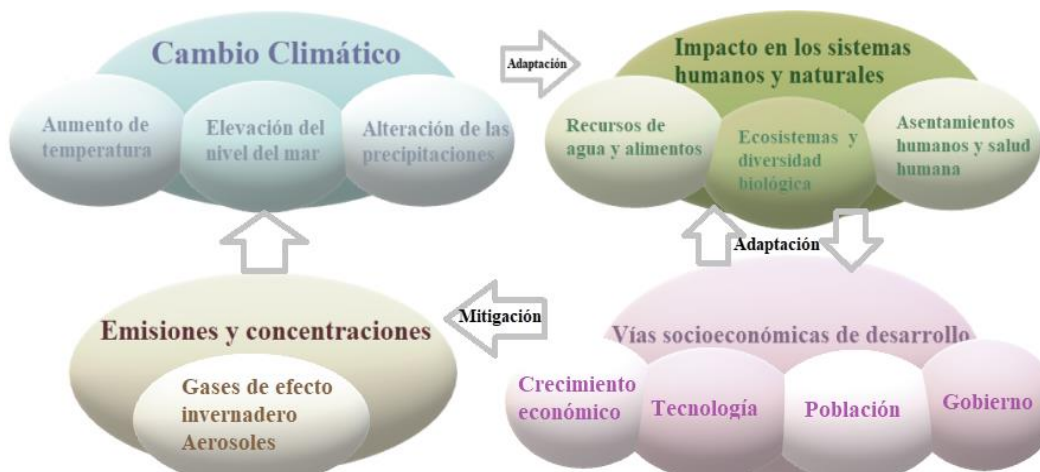 Cambio Climático
Aumento de
temperatura
Elevación del
nivel del mar
Alteración de las
precipitaciones
Adaptación
Impacto en los sistemas
humanos y naturales
Recursos de
agua y alimentos
Ecosistemas y
diversidad
biológica
Asentamientos
humanos y salud
humana
Adaptación
Emisiones y concentraciones
Gases de efecto
invernadero
Aerosoles
Mitigación
Vías socioeconómicas de desarrollo
Crecimiento
económico
Tecnología
Población
Gobierno